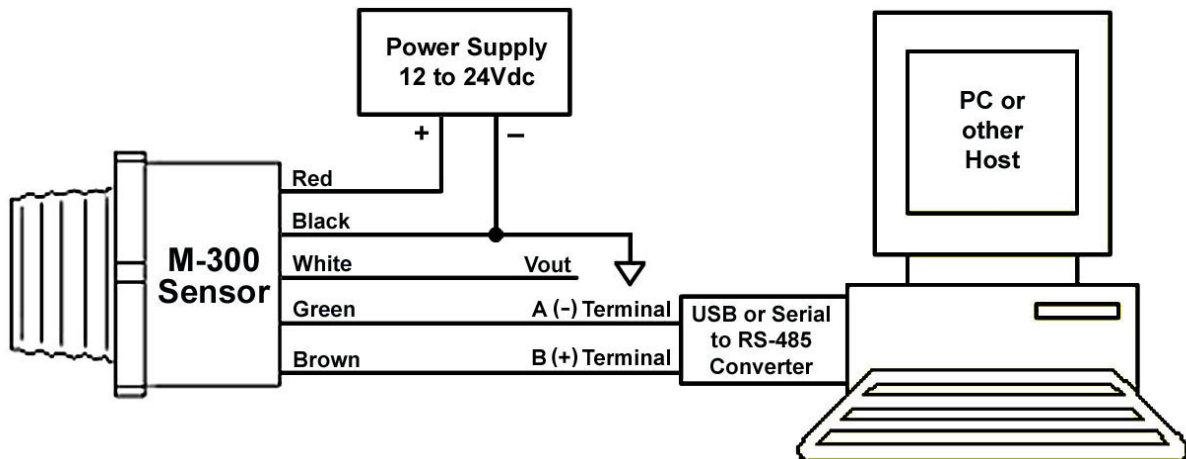 Power Supply
12 to 24Vdc
+ –
PC or
other
Host
Red
Black
M-300
Sensor
White Vout
Green A (-) Terminal
Brown B (+) Terminal
USB or Serial
to RS-485
Converter